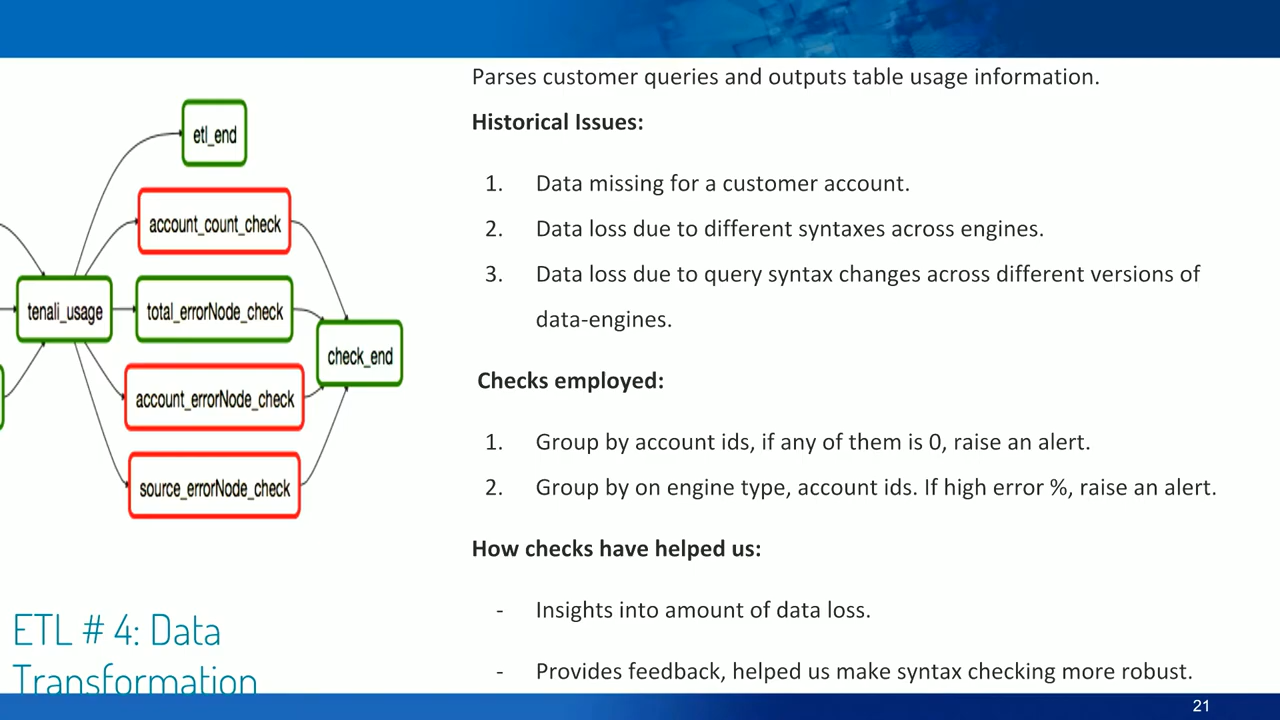 Parses customer queries and outputs table usage information.
Historical Issues:
1. Data missing for a customer account.
2. Data loss due to different syntaxes across engines.
3. Data loss due to query syntax changes across different versions of
data-engines.
Checks employed:
1. Group by account ids, if any of them is 0, raise an alert.
2. Group by on engine type, account ids. If high error %, raise an alert.
How checks have helped us:
- Insights into amount of data loss.
- Provides feedback, helped us make syntax checking more robust.
etl_end
account_count_check
tenali_usage
total_errorNode_check
check_end
account_errorNode_check
source_errorNode_check
ETL # 4: Data
Transformation
21